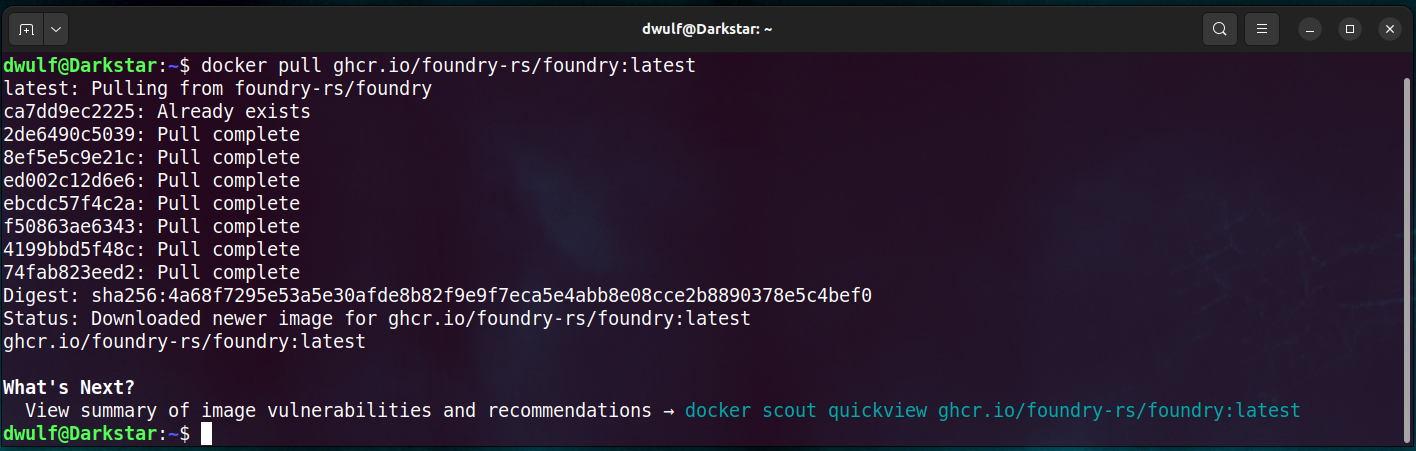 dwulf@Darkstar: ~
dwulf@Darkstar:~$ docker pull ghcr.io/foundry-rs/foundry:latest
latest: Pulling from foundry-rs/foundry
ca7dd9ec2225: Already exists
2de6490c5039: Pull complete
8ef5e5c9e21c: Pull complete
ed002c12d6e6: Pull complete
ebcdc57f4c2a: Pull complete
f50863ae6343: Pull complete
4199bbd5f48c: Pull complete
74fab823eed2: Pull complete
Digest: sha256:4a68f7295e53a5e30afde8b82f9e9f7eca5e4abb8e08cce2b8890378e5c4bef0
Status: Downloaded newer image for ghcr.io/foundry-rs/foundry:latest
ghcr.io/foundry-rs/foundry:latest
What's Next?
View summary of image vulnerabilities and recommendations → docker scout quickview ghcr.io/foundry-rs/foundry:latest
dwulf@Darkstar:~$